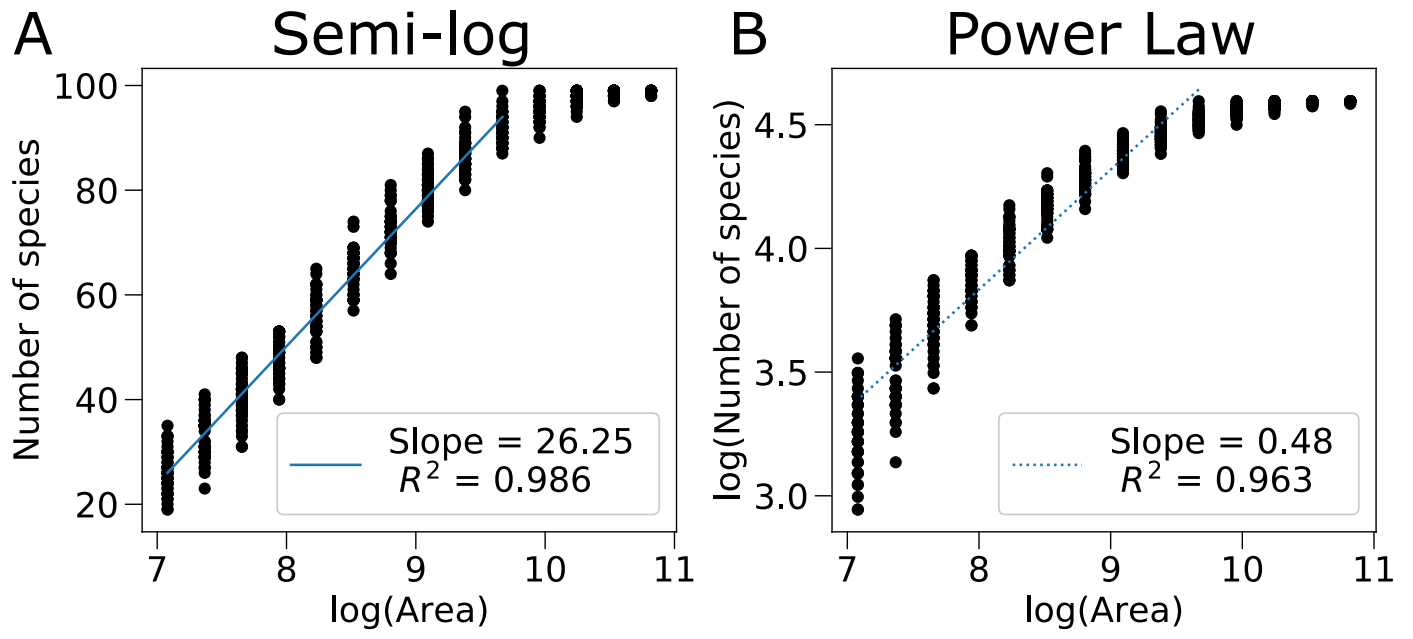 A
Semi-log
Number of species
100
80
60
40
20
Slope = 26.25
R² = 0.986
7
8
9
10
11
log(Area)
B
Power Law
log(Number of species)
4.5
4.0
3.5
3.0
Slope = 0.48
R² = 0.963
7
8
9
10
11
log(Area)